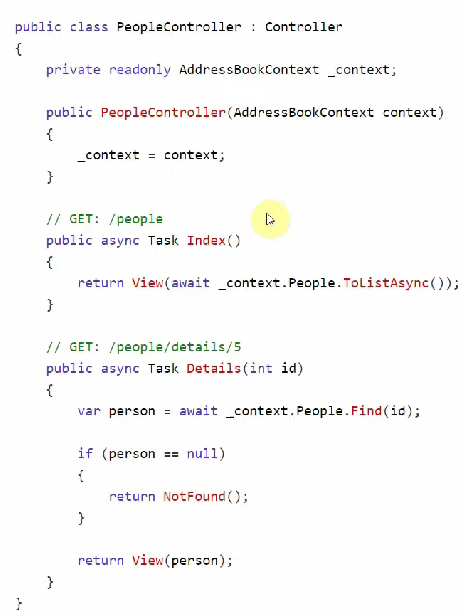 public class PeopleController : Controller
{
    private readonly AddressBookContext _context;

    public PeopleController(AddressBookContext context)
    {
        _context = context;
    }

    // GET: /people
    public async Task Index()
    {
        return View(await _context.People.ToListAsync());
    }

    // GET: /people/details/5
    public async Task Details(int id)
    {
        var person = await _context.People.Find(id);

        if (person == null)
        {
            return NotFound();
        }

        return View(person);
    }
}